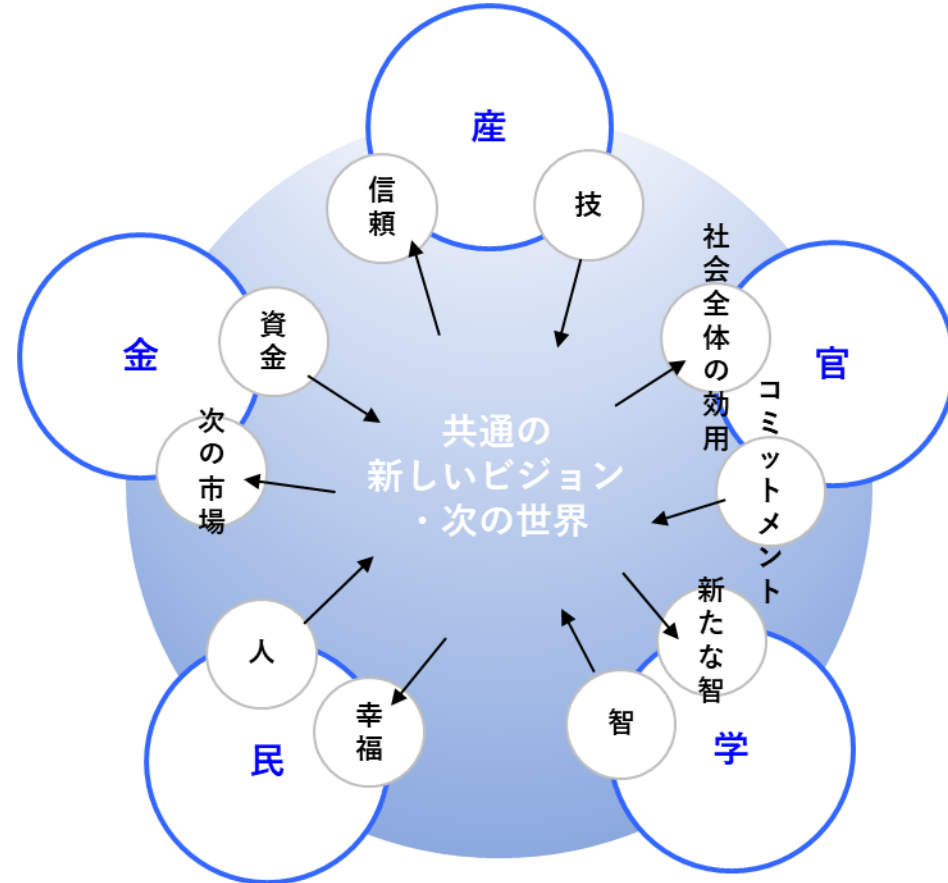 産
信頼
技
社会全体の効用
官
コミットメント
金
資金
次の市場
共通の
新しいビジョン
・次の世界
新たな智
智
学
人
幸福
民